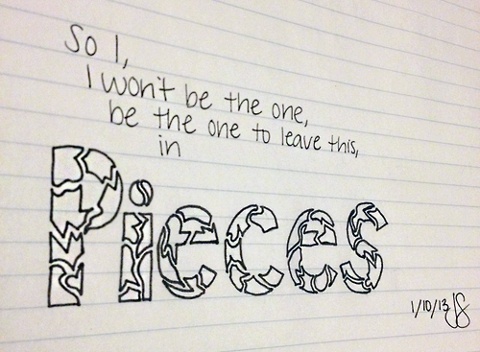 So I,
I won't be the one,
be the one to leave this,
in
Pieces
1/10/13 JS